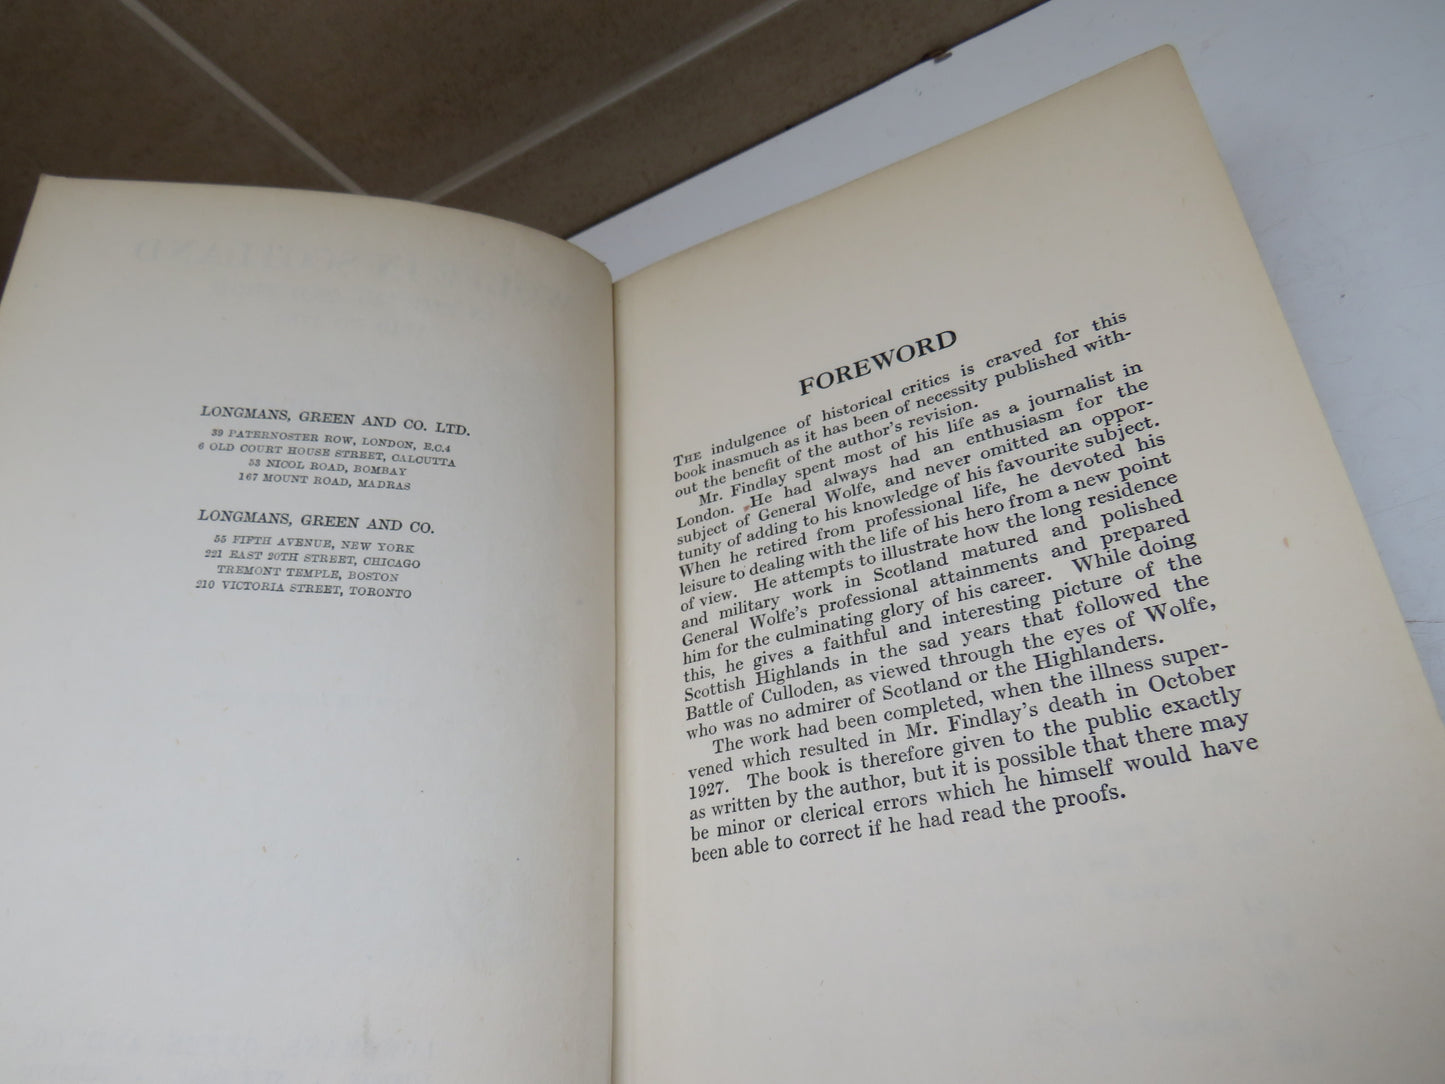 LONGMANS, GREEN AND CO. LTD.
39 PATERNOSTER ROW, LONDON, E.C.4
6 OLD COURT HOUSE STREET, CALCUTTA
53 NICOL ROAD, BOMBAY
167 MOUNT ROAD, MADRAS
LONGMANS, GREEN AND CO.
55 FIFTH AVENUE, NEW YORK
221 EAST 20TH STREET, CHICAGO
TREMONT TEMPLE, BOSTON
210 VICTORIA STREET, TORONTO
FOREWORD
THE indulgence of historical critics is craved for this
book inasmuch as it has been of necessity published with-
out the benefit of the author's revision.
Mr. Findlay spent most of his life as a journalist in
London. He had always had an enthusiasm for the
subject of General Wolfe, and never omitted an oppor-
tunity of adding to his knowledge of his favourite subject.
When he retired from professional life, he devoted his
leisure to dealing with the life of his hero from a new point
of view. He attempts to illustrate how the long residence
and military work in Scotland matured and polished
General Wolfe's professional attainments and prepared
him for the culminating glory of his career. While doing
this, he gives a faithful and interesting picture of the
Scottish Highlands in the sad years that followed the
Battle of Culloden, as viewed through the eyes of Wolfe,
who was no admirer of Scotland or the Highlanders.
The work had been completed, when the illness super-
vened which resulted in Mr. Findlay's death in October
1927. The book is therefore given to the public exactly
as written by the author, but it is possible that there may
be minor or clerical errors which he himself would have
been able to correct if he had read the proofs.